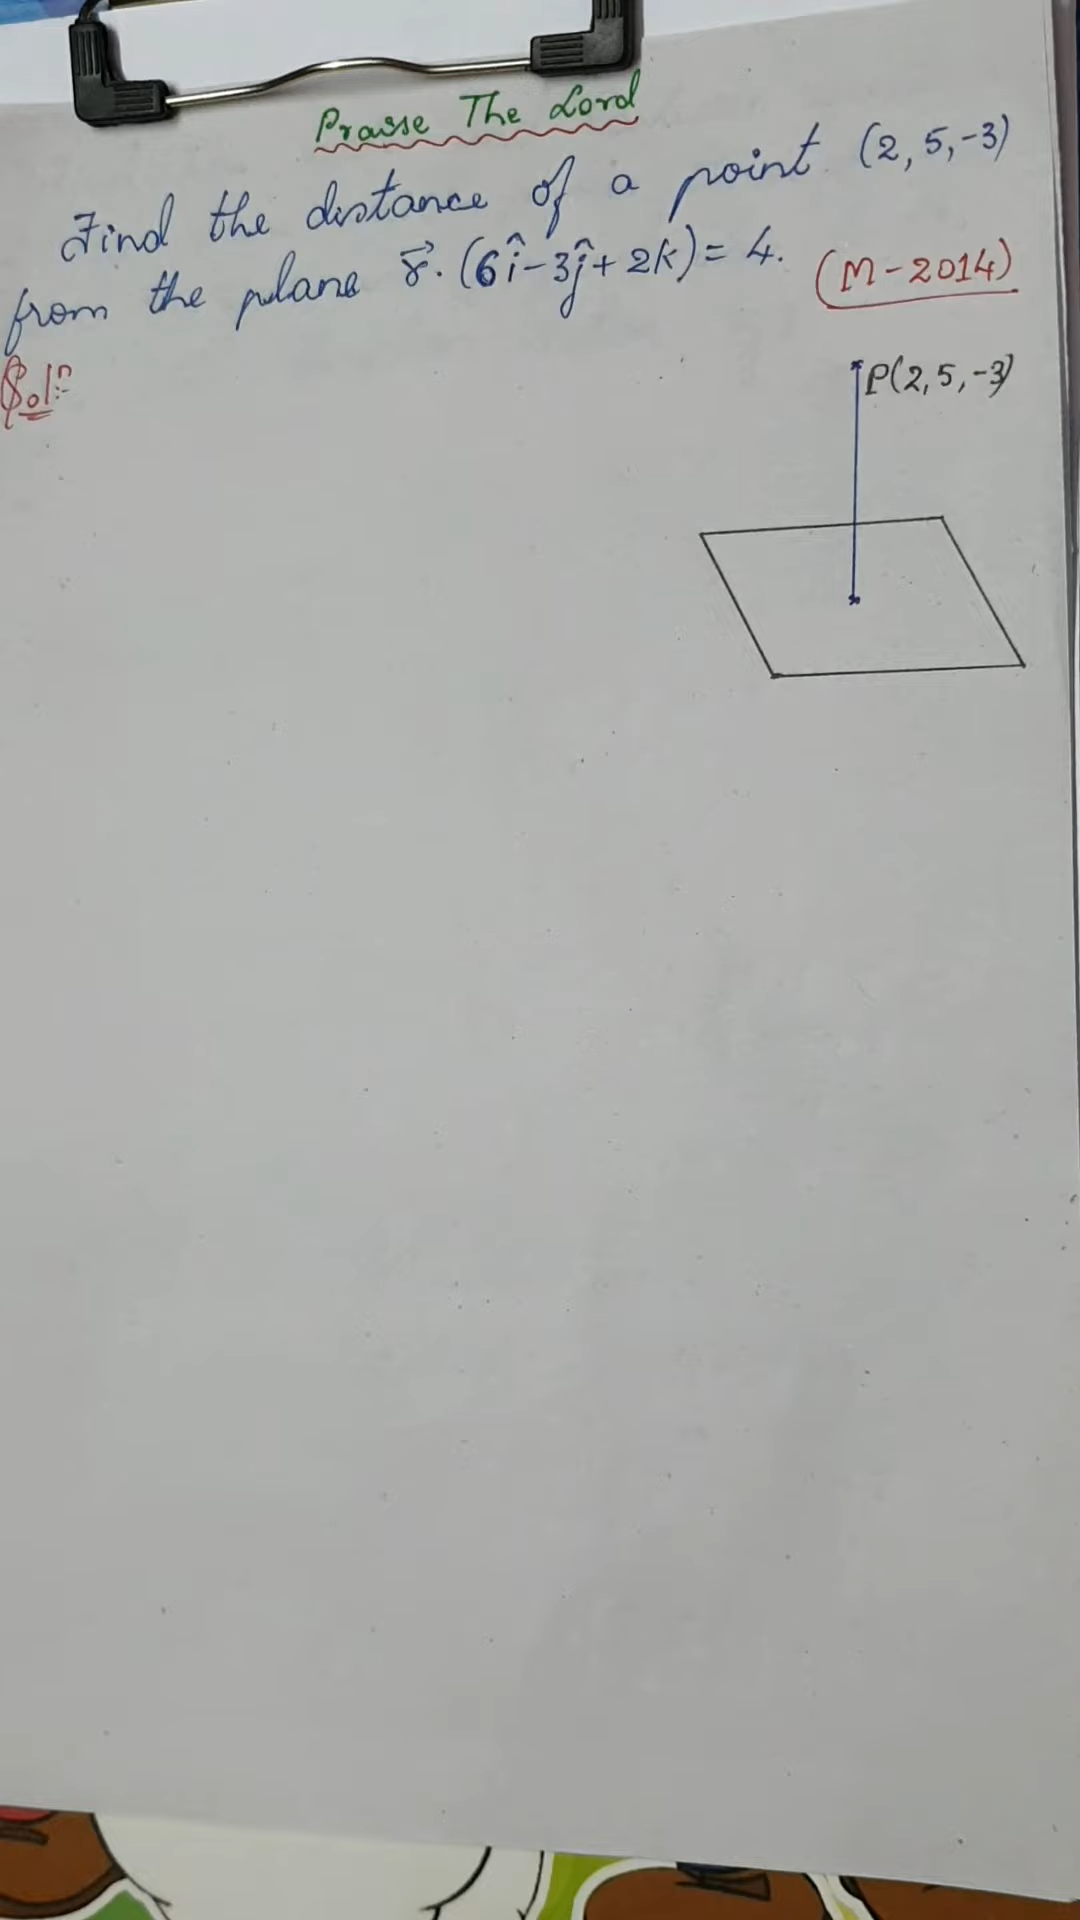 Praise The Lord
Find the distance of a point (2, 5, -3)
from the plane r⃗. (6î - 3ĵ + 2k) = 4. (M-2014)
Solⁿ:-
P(2, 5, -3)